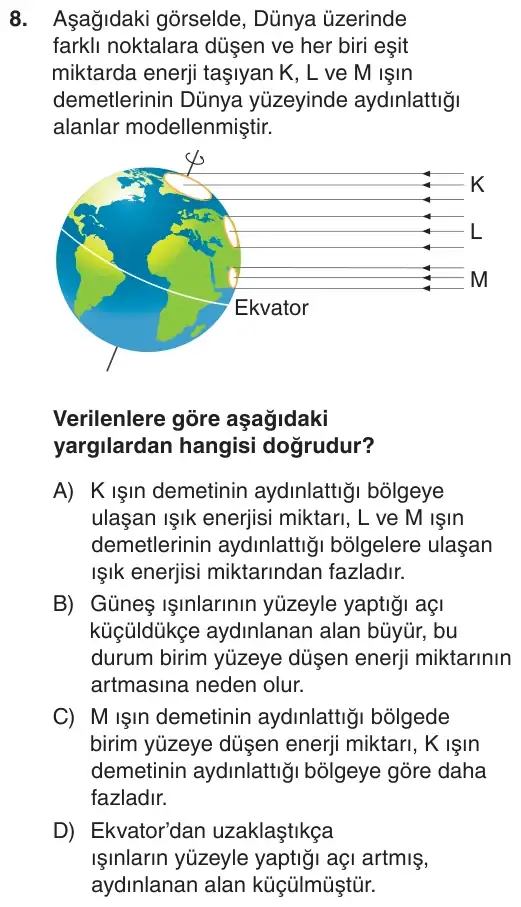 8. Aşağıdaki görselde, Dünya üzerinde
farklı noktalara düşen ve her biri eşit
miktarda enerji taşıyan K, L ve M ışın
demetlerinin Dünya yüzeyinde aydınlattığı
alanlar modellenmiştir.
K
L
M
Ekvator
Verilenlere göre aşağıdaki
yargılardan hangisi doğrudur?
A) K ışın demetinin aydınlattığı bölgeye
ulaşan ışık enerjisi miktarı, L ve M ışın
demetlerinin aydınlattığı bölgelere ulaşan
ışık enerjisi miktarından fazladır.
B) Güneş ışınlarının yüzeyle yaptığı açı
küçüldükçe aydınlanan alan büyür, bu
durum birim yüzeye düşen enerji miktarının
artmasına neden olur.
C) M ışın demetinin aydınlattığı bölgede
birim yüzeye düşen enerji miktarı, K ışın
demetinin aydınlattığı bölgeye göre daha
fazladır.
D) Ekvator’dan uzaklaştıkça
ışınların yüzeyle yaptığı açı artmış,
aydınlanan alan küçülmüştür.